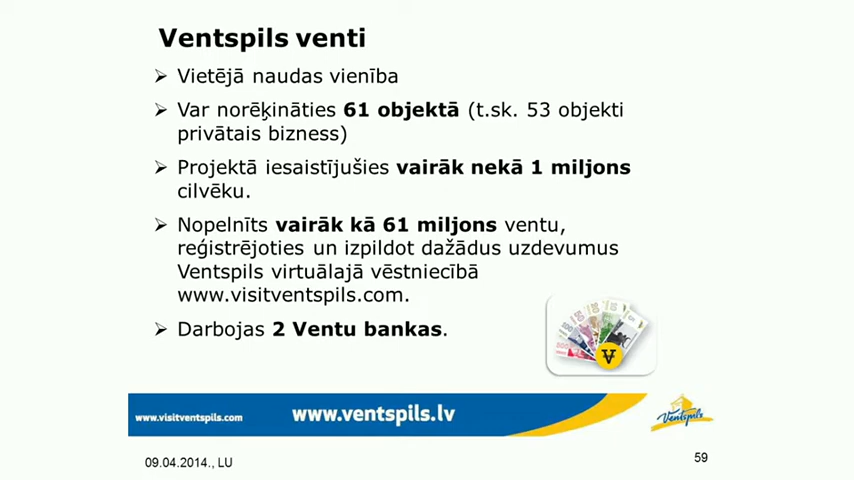 Ventspils venti
➢ Vietējā naudas vienība
➢ Var norēķināties 61 objektā (t.sk. 53 objekti
privātais bizness)
➢ Projektā iesaistījušies vairāk nekā 1 miljons
cilvēku.
➢ Nopelnīts vairāk kā 61 miljons ventu,
reģistrējoties un izpildot dažādus uzdevumus
Ventspils virtuālajā vēstniecībā
www.visitventspils.com.
➢ Darbojas 2 Ventu bankas.
www.visitventspils.com
www.ventspils.lv
Ventspils
09.04.2014., LU
59